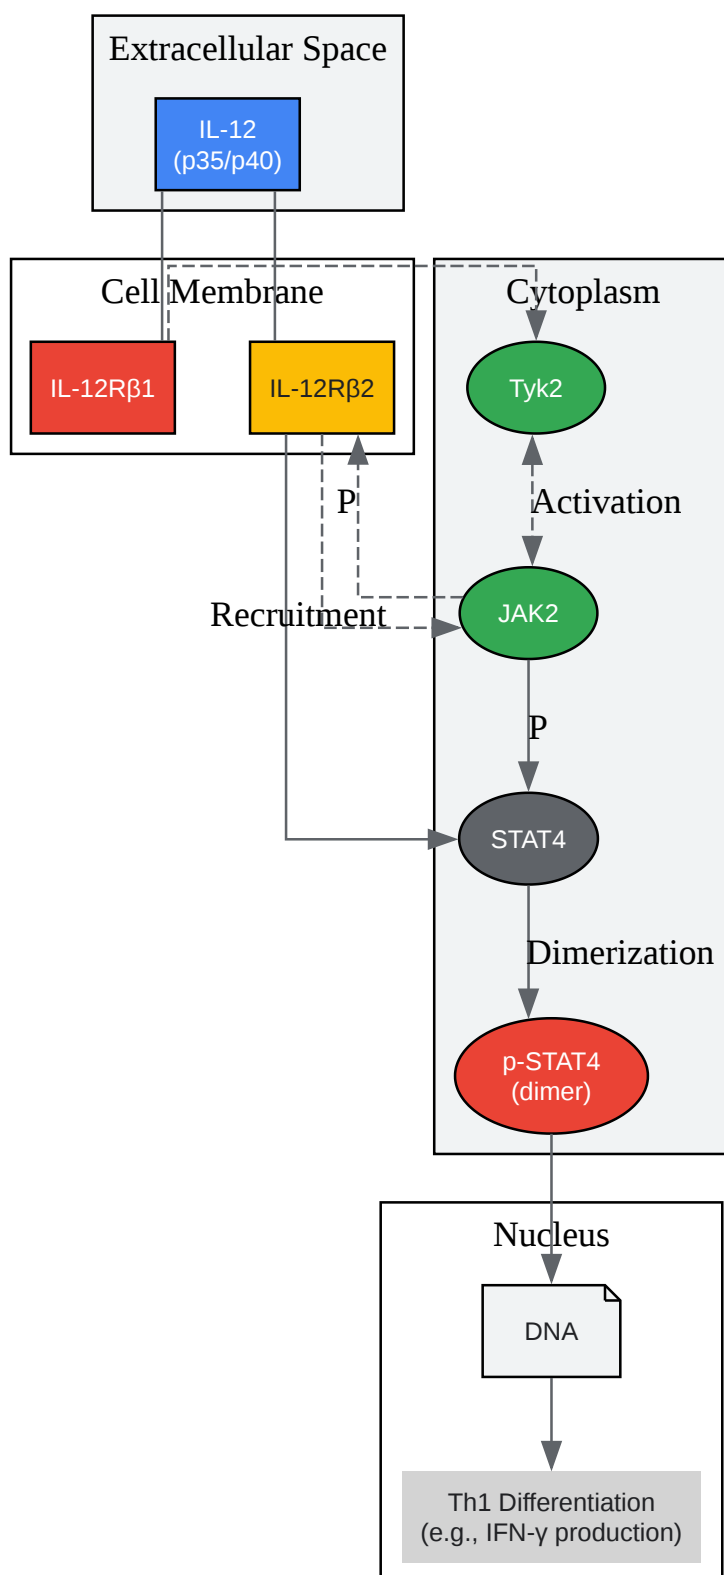 Extracellular Space
IL-12
(p35/p40)
Cell Membrane
Cytoplasm
IL-12Rβ1
IL-12Rβ2
Tyk2
P
Activation
Recruitment
JAK2
P
STAT4
Dimerization
p-STAT4
(dimer)
Nucleus
DNA
Th1 Differentiation
(e.g., IFN-γ production)